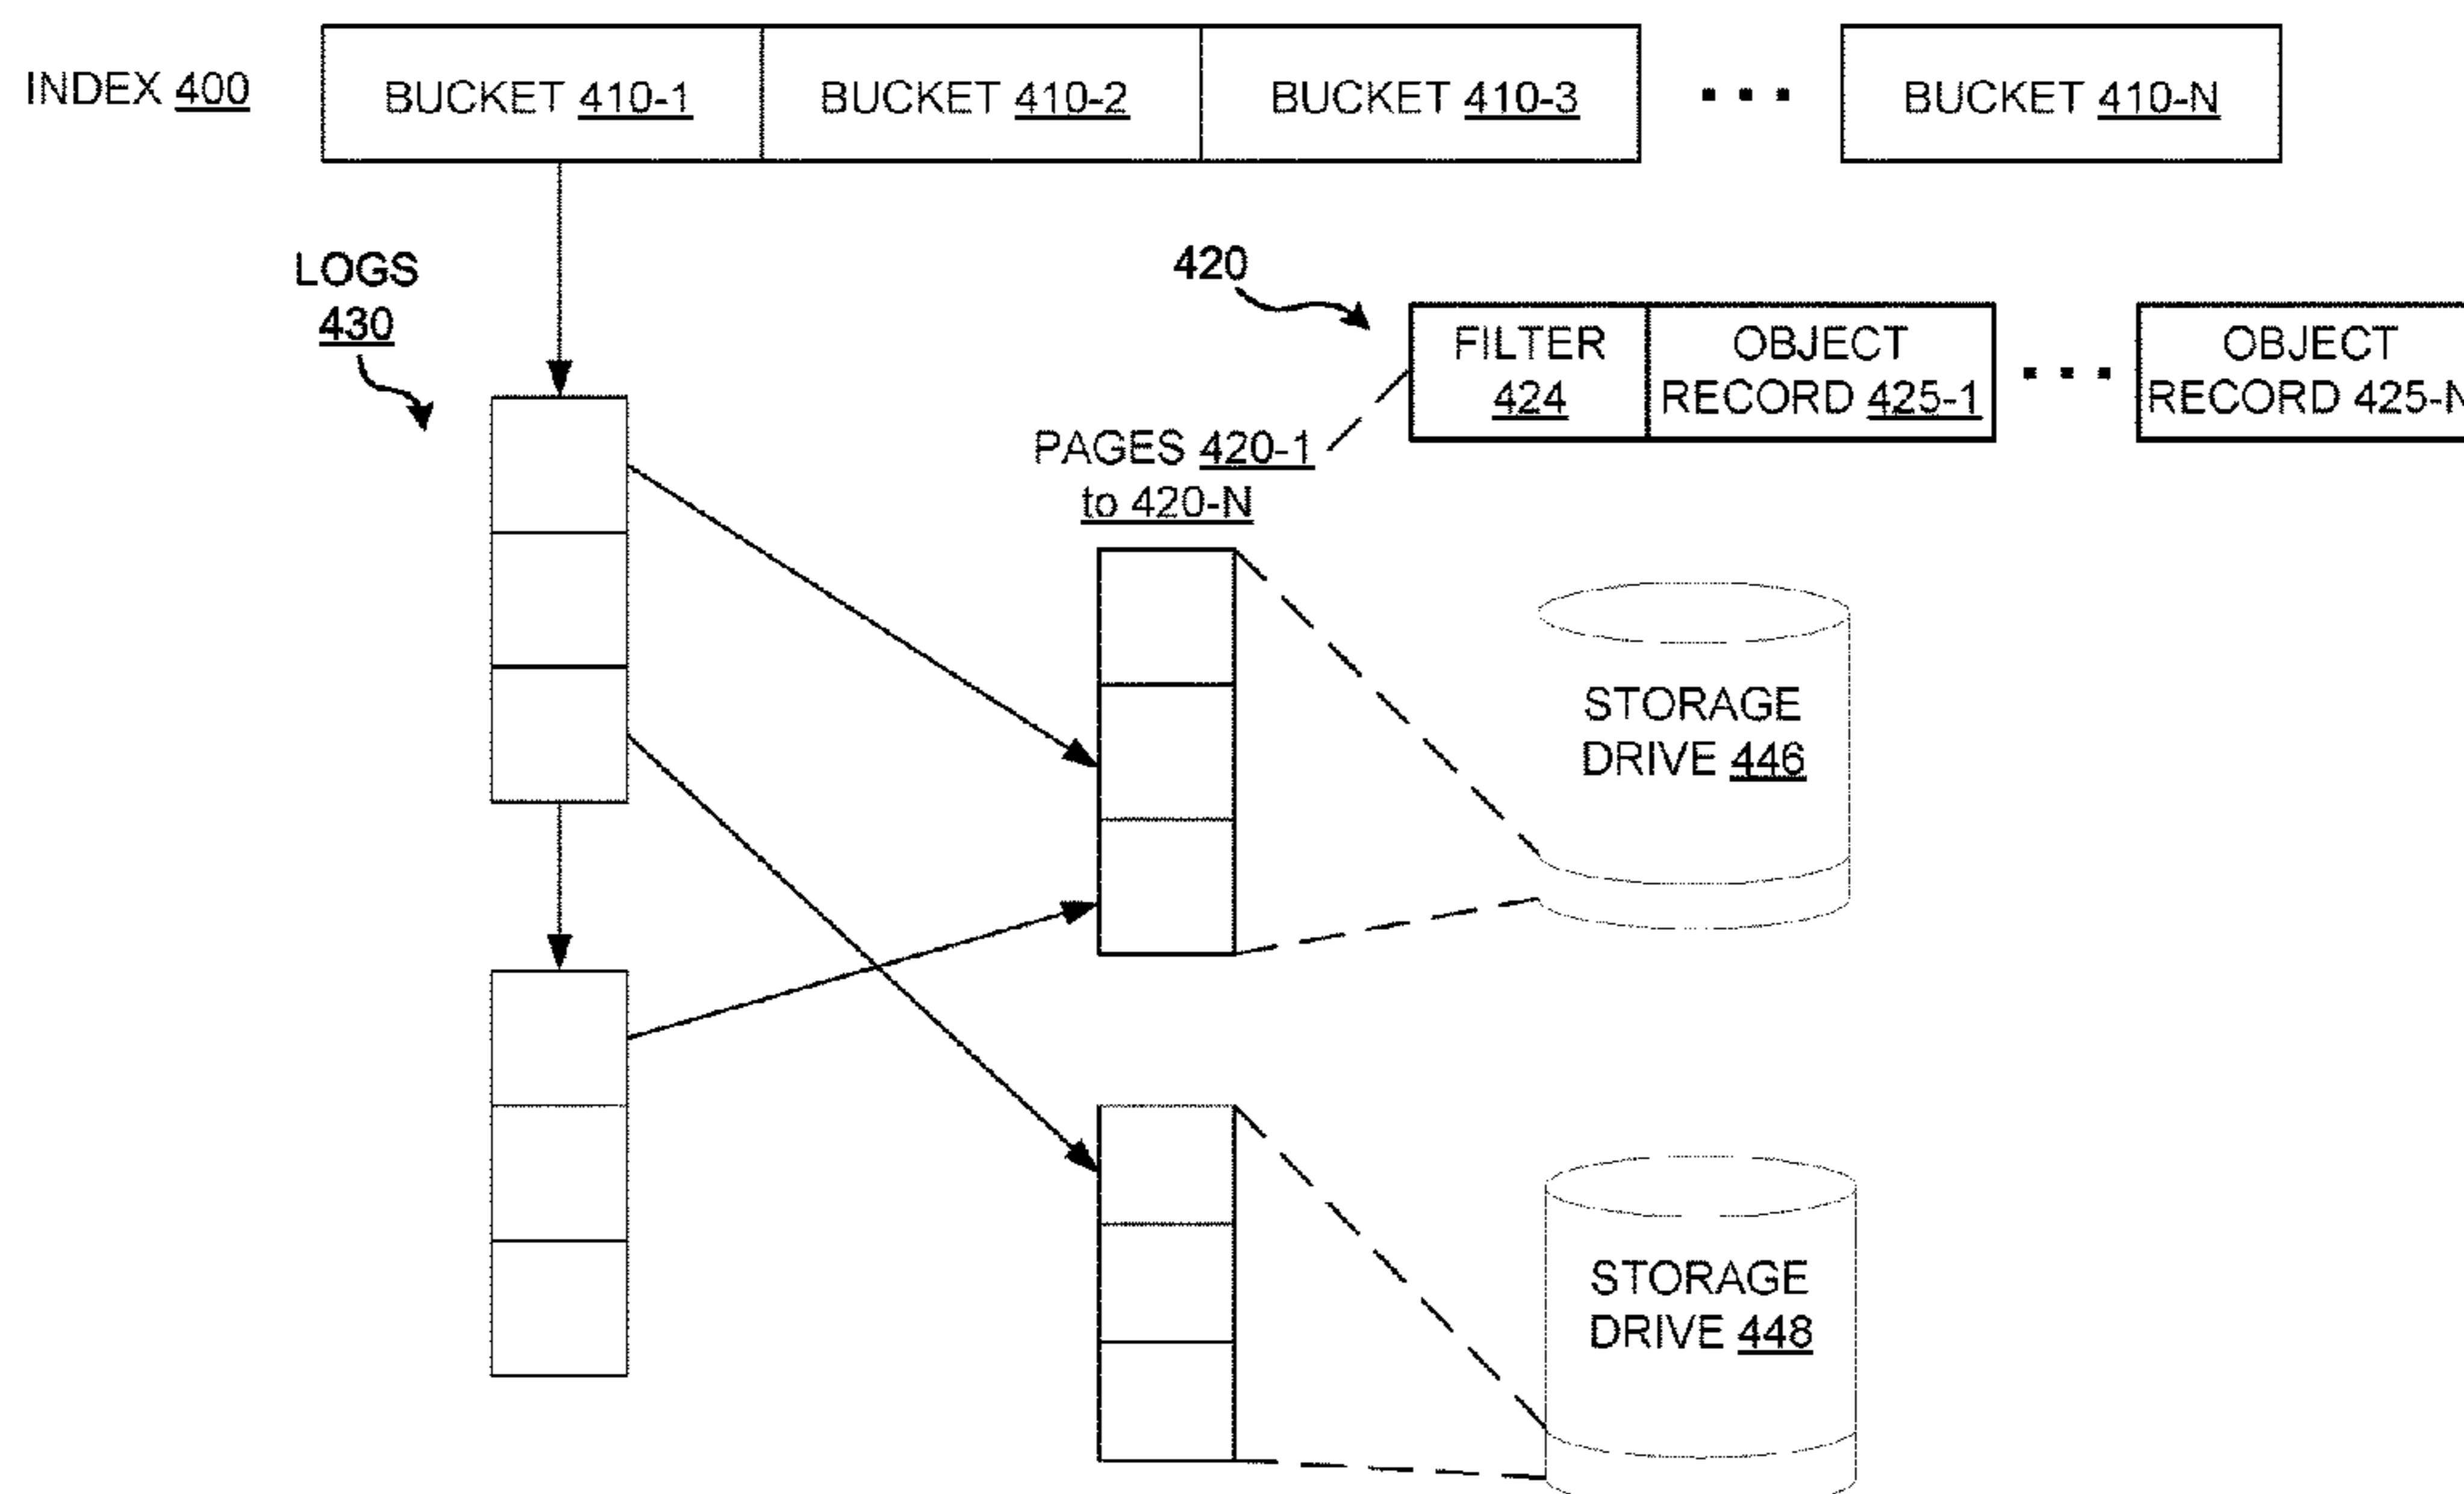 INDEX 400
BUCKET 410-1
BUCKET 410-2
BUCKET 410-3
BUCKET 410-N
LOGS
430
420
FILTER
424
OBJECT
RECORD 425-1
OBJECT
RECORD 425-N
PAGES 420-1
to 420-N
STORAGE
DRIVE 446
STORAGE
DRIVE 448